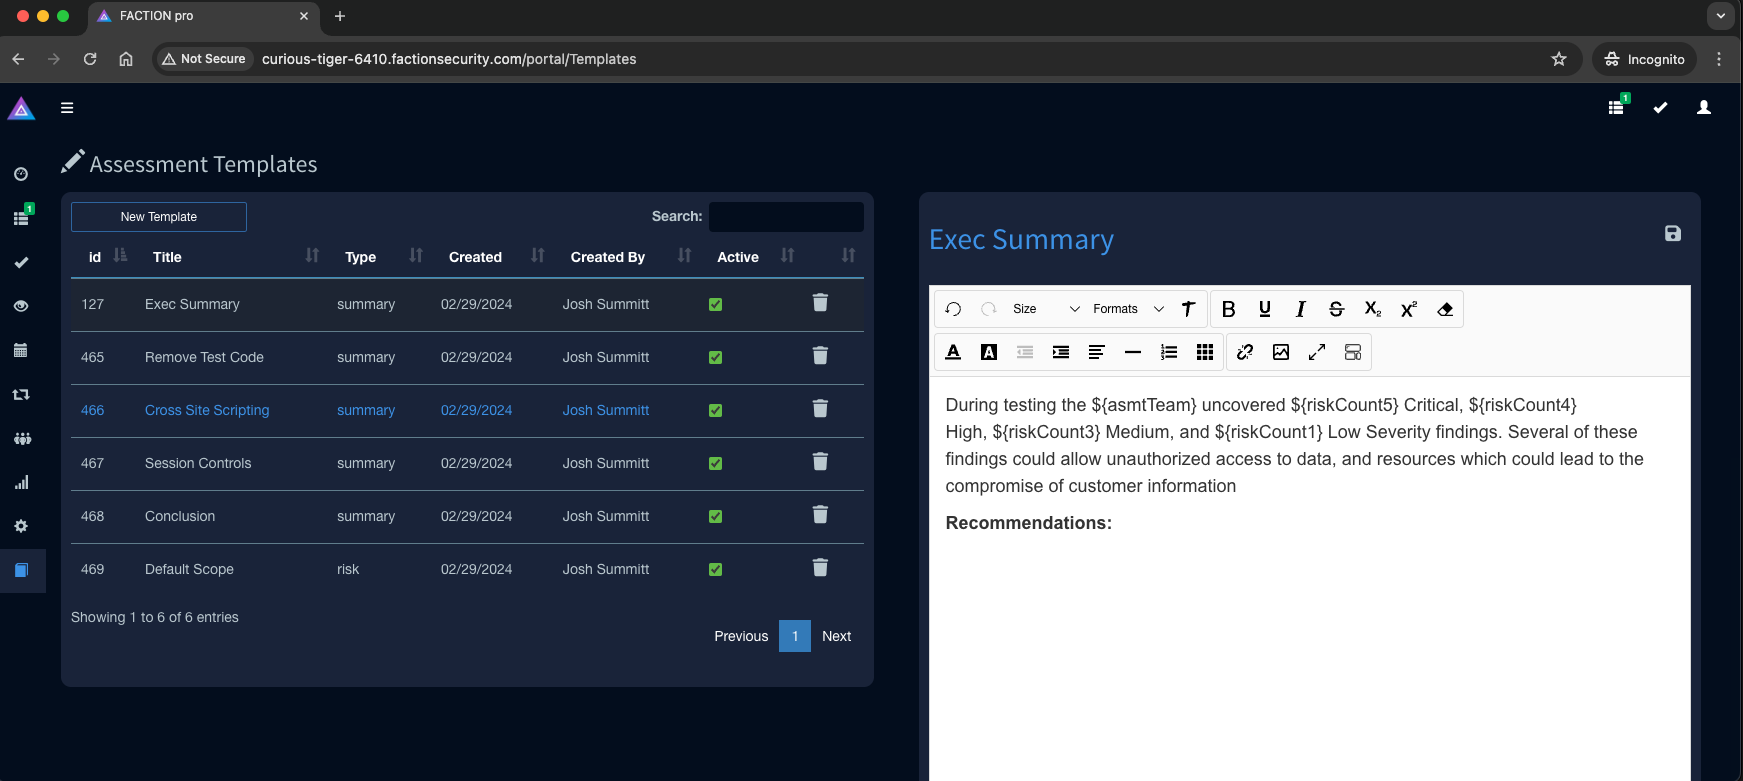 FACTION pro
Not Secure
curious-tiger-6410.factionsecurity.com/portal/Templates
Incognito
1
Assessment Templates
1
New Template
Search:
id Title Type Created Created By Active
127 Exec Summary summary 02/29/2024 Josh Summitt
465 Remove Test Code summary 02/29/2024 Josh Summitt
466 Cross Site Scripting summary 02/29/2024 Josh Summitt
467 Session Controls summary 02/29/2024 Josh Summitt
468 Conclusion summary 02/29/2024 Josh Summitt
469 Default Scope risk 02/29/2024 Josh Summitt
Showing 1 to 6 of 6 entries
Previous 1 Next
Exec Summary
Size Formats
During testing the ${asmtTeam} uncovered ${riskCount5} Critical, ${riskCount4}
High, ${riskCount3} Medium, and ${riskCount1} Low Severity findings. Several of these
findings could allow unauthorized access to data, and resources which could lead to the
compromise of customer information
Recommendations: